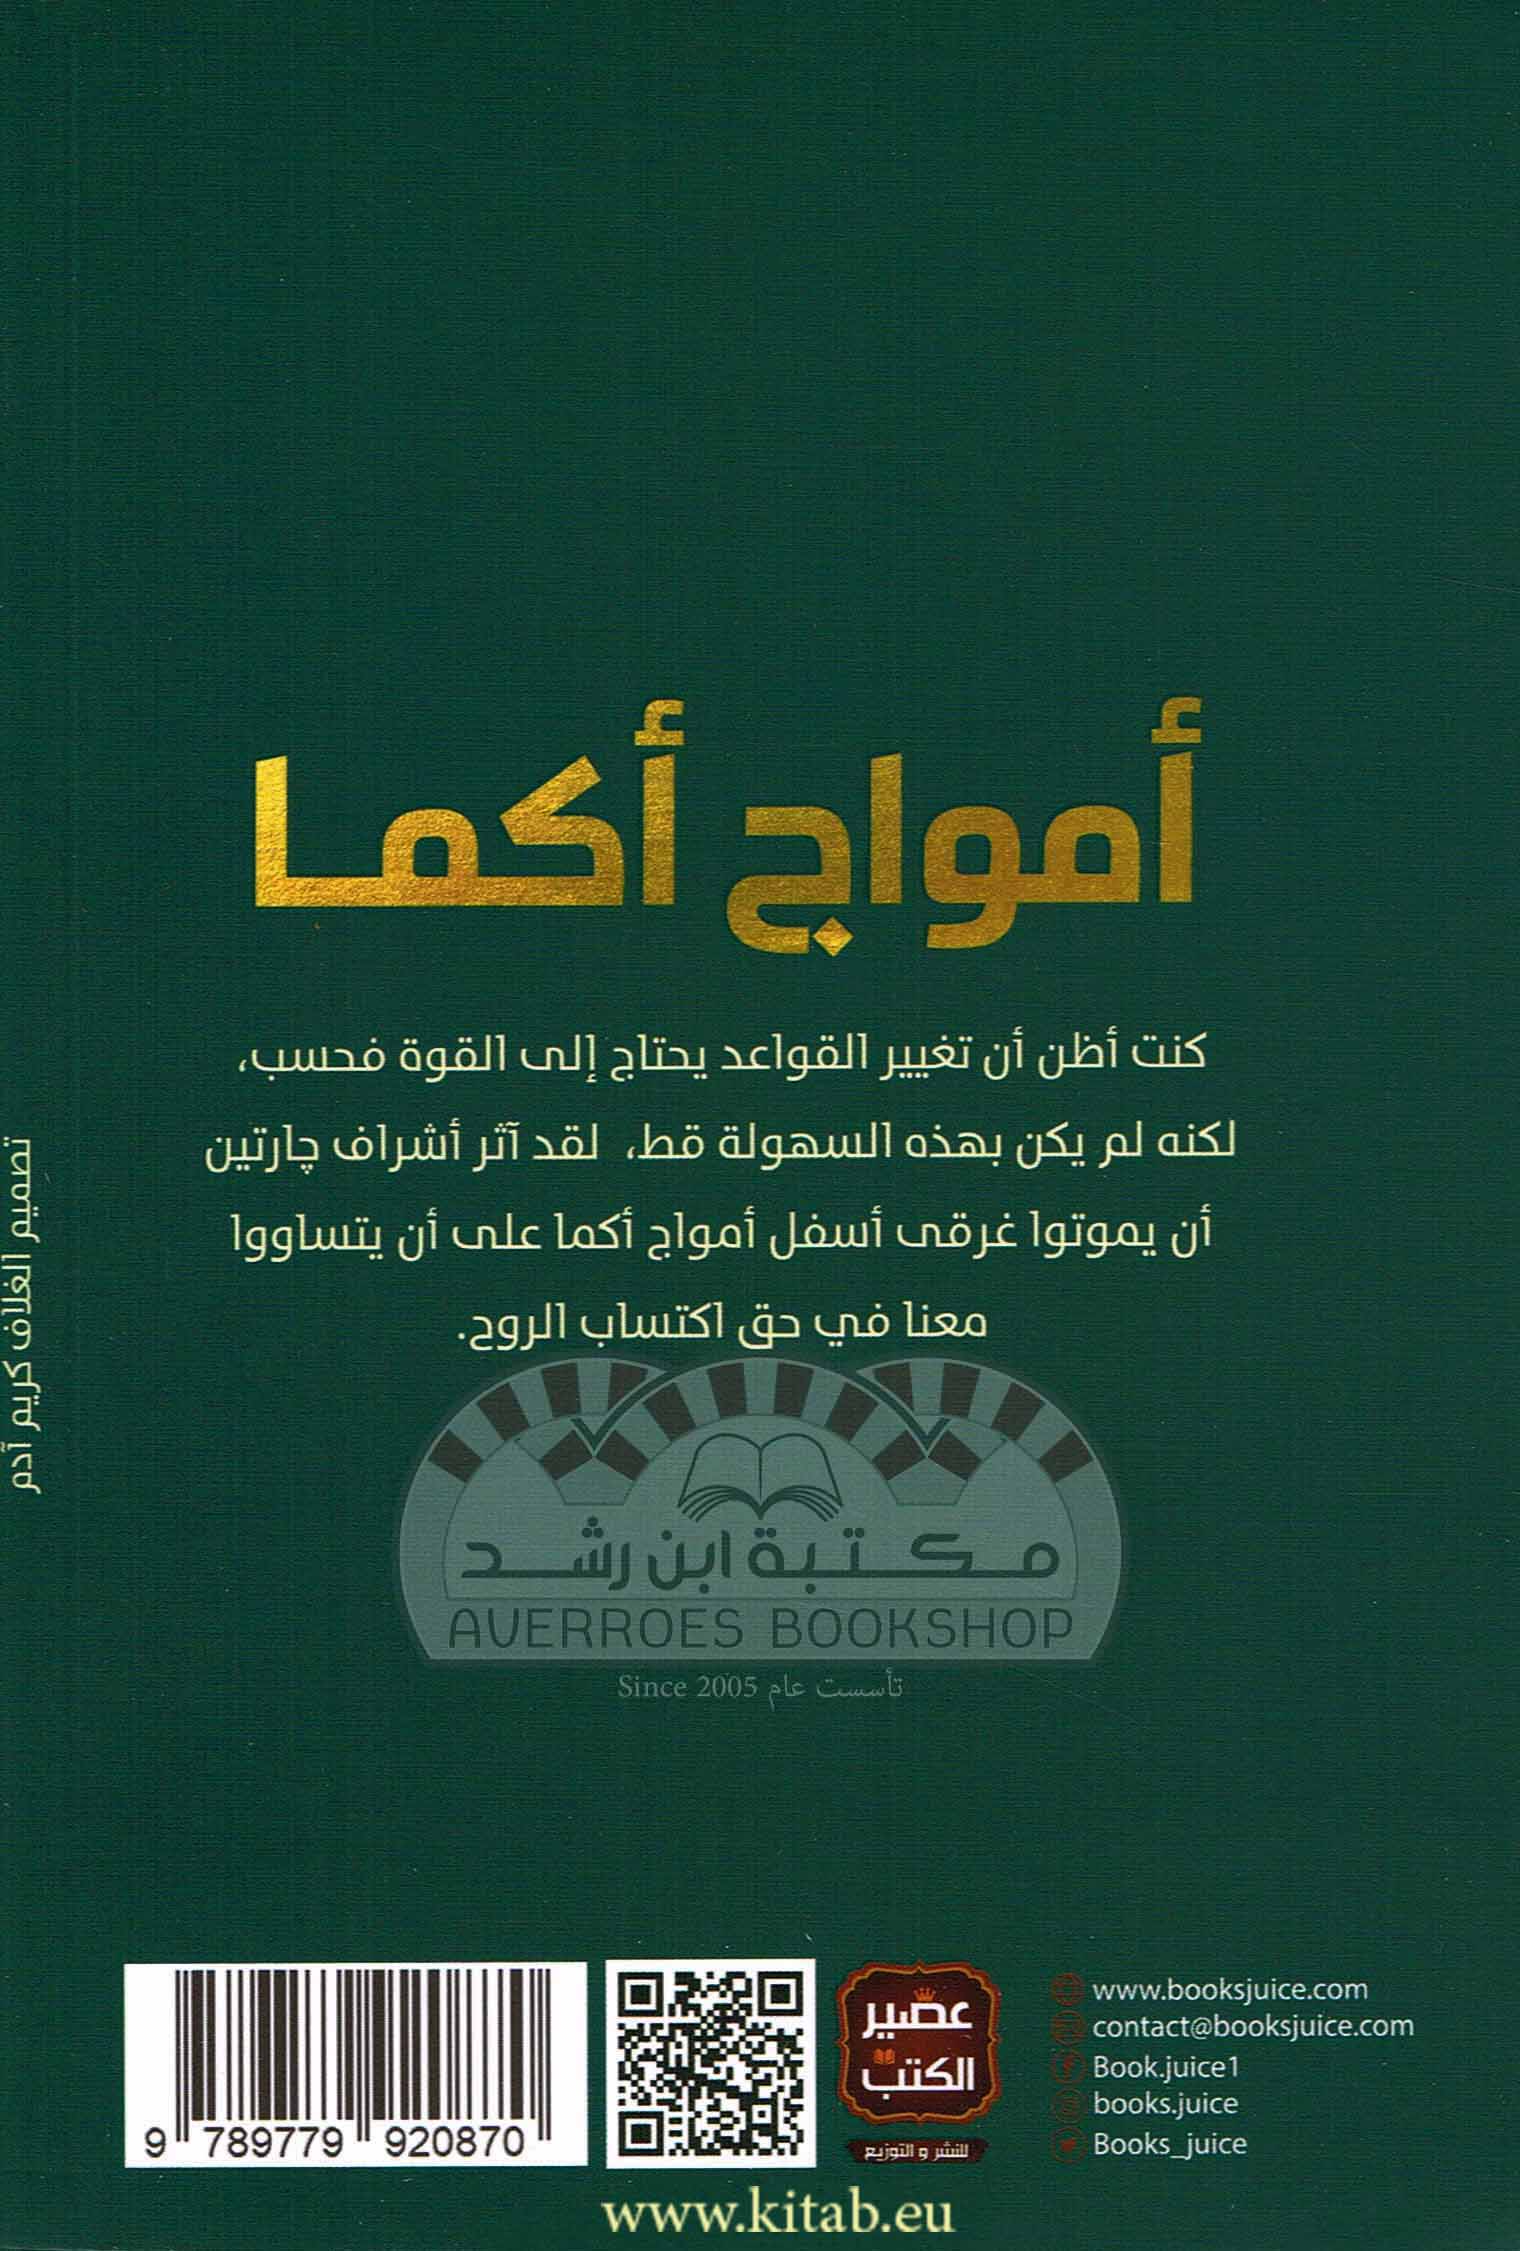 أمواج أكما
كنت أظن أن تغيير القواعد يحتاج إلى القوة فحسب،
لكنه لم يكن بهذه السهولة قط، لقد آثر أشراف چارتين
أن يموتوا غرقى أسفل أمواج أكما على أن يتساووا
معنا في حق اكتساب الروح.
تصميم الغلاف كريم آدم
مكتبة ابن رشد
AVERROES BOOKSHOP
Since 2005 تأسست عام
9 789779 920870
عصير
الكتب
للنشر و التوزيع
www.booksjuice.com
contact@booksjuice.com
Book.juice1
books.juice
Books_juice
www.kitab.eu